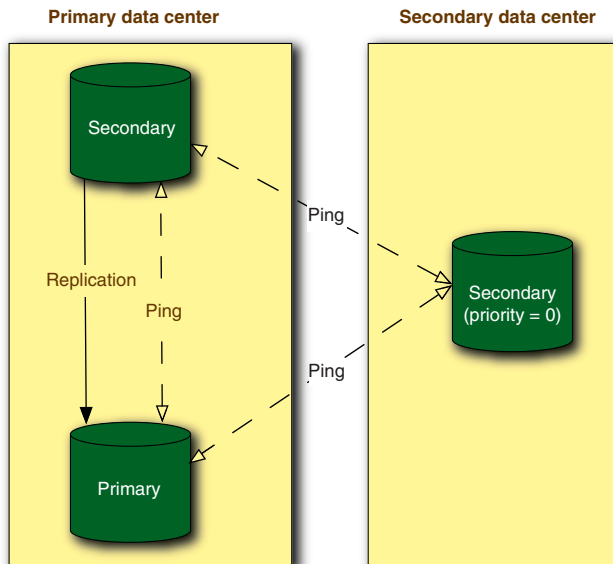 Primary data center
Secondary data center
Secondary
Ping
Replication
Ping
Secondary
(priority = 0)
Ping
Primary